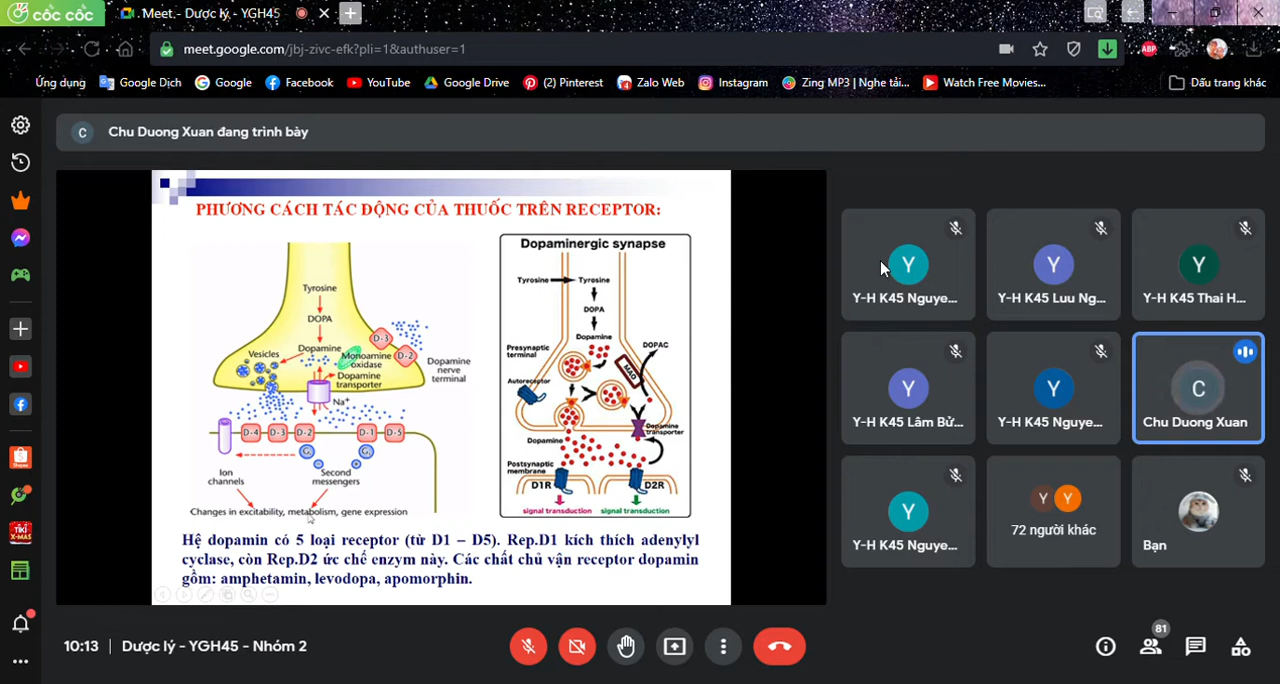 cốc cốc
Meet - Dược lý - YGH45
meet.google.com/jbj-zivc-efk?pli=1&authuser=1
ABP
Ứng dụng
Google Dịch
Google
Facebook
YouTube
Google Drive
(2) Pinterest
Zalo Web
Instagram
Zing MP3 | Nghe tải...
Watch Free Movies...
Dấu trang khác
C
Chu Duong Xuan đang trình bày
PHƯƠNG CÁCH TÁC ĐỘNG CỦA THUỐC TRÊN RECEPTOR:
Tyrosine
DOPA
Dopamine
Vesicles
Monoamine
oxidase
D-3
D-2
Dopamine
transporter
Dopamine
nerve
terminal
Na+
D-4
D-3
D-2
D-1
D-5
Ion
channels
Second
messengers
Changes in excitability, metabolism, gene expression
Dopaminergic synapse
Tyrosine
Tyrosine
DOPA
Dopamine
Presynaptic
terminal
DOPAC
MAO
Autoreceptor
Dopamine
transporter
Dopamine
Postsynaptic
membrane
D1R
D2R
signal transduction
signal transduction
Hệ dopamin có 5 loại receptor (từ D1 – D5). Rep.D1 kích thích adenylyl
cyclase, còn Rep.D2 ức chế enzym này. Các chất chủ vận receptor dopamin
gồm: amphetamin, levodopa, apomorphin.
Y
Y-H K45 Nguye...
Y
Y-H K45 Luu Ng...
Y
Y-H K45 Thai H...
Y
Y-H K45 Lâm Bử...
Y
Y-H K45 Nguye...
C
Chu Duong Xuan
Y
Y-H K45 Nguye...
Y
Y
72 người khác
Bạn
Shopee
TIKI
X-MAS
10:13
Dược lý - YGH45 - Nhóm 2
81